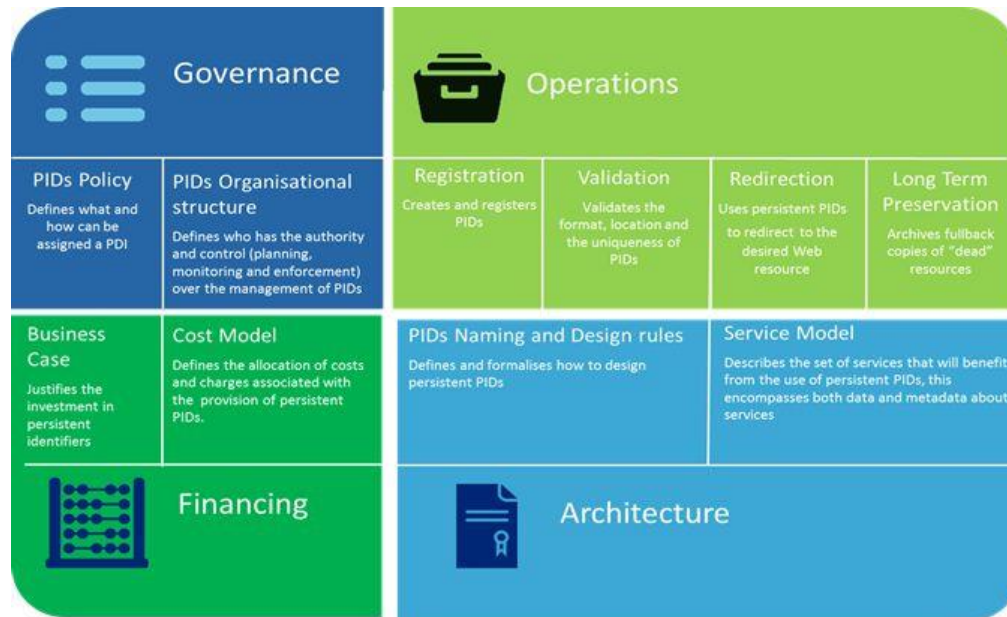 Governance
PIDs Policy
Defines what and
how can be
assigned a PDI
PIDs Organisational
structure
Defines who has the authority
and control (planning,
monitoring and enforcement)
over the management of PIDs
Operations
Registration
Creates and registers
PIDs
Validation
Validates the
format, location and
the uniqueness of
PIDs
Redirection
Uses persistent PIDs
to redirect to the
desired Web
resource
Long Term
Preservation
Archives fullback
copies of “dead”
resources
Business
Case
Justifies the
investment in
persistent
identifiers
Cost Model
Defines the allocation of costs
and charges associated with
the provision of persistent
PIDs.
Financing
PIDs Naming and Design rules
Defines and formalises how to design
persistent PIDs
Service Model
Describes the set of services that will benefit
from the use of persistent PIDs, this
encompasses both data and metadata about
services
Architecture